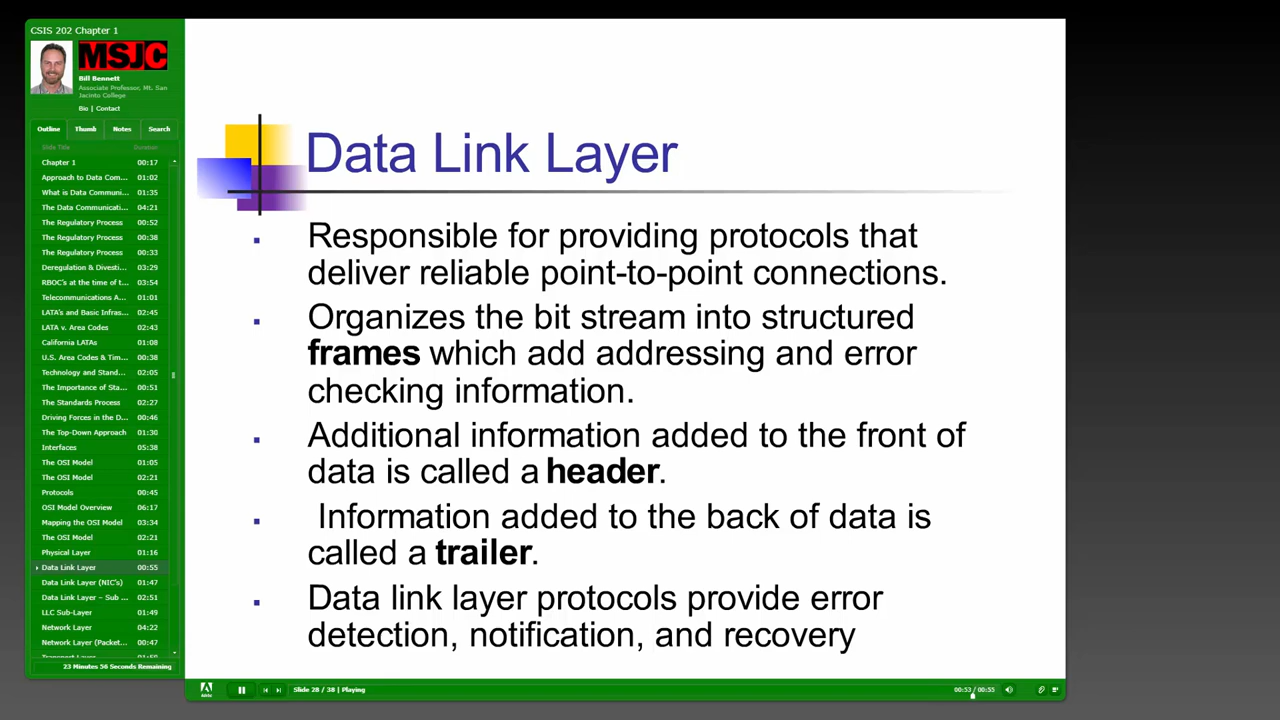 CSIS 202 Chapter 1
MSJC
Bill Bennett
Associate Professor, Mt. San
Jacinto College
Bio | Contact
Outline Thumb Notes Search
Slide Title Duration
Chapter 1 00:17
Approach to Data Com... 01:02
What is Data Communi... 01:35
The Data Communicati... 04:21
The Regulatory Process 00:52
The Regulatory Process 00:38
The Regulatory Process 00:33
Deregulation & Divesti... 03:29
RBOC's at the time of t... 03:54
Telecommunications A... 01:01
LATA's and Basic Infras... 02:45
LATA v. Area Codes 02:43
California LATAs 01:08
U.S. Area Codes & Tim... 00:38
Technology and Stand... 02:05
The Importance of Sta... 00:51
The Standards Process 02:27
Driving Forces in the D... 00:46
The Top-Down Approach 01:30
Interfaces 05:38
The OSI Model 01:05
The OSI Model 02:21
Protocols 00:45
OSI Model Overview 06:17
Mapping the OSI Model 03:34
The OSI Model 02:21
Physical Layer 01:16
Data Link Layer 00:55
Data Link Layer (NIC's) 01:47
Data Link Layer – Sub ... 02:51
LLC Sub-Layer 01:49
Network Layer 04:22
Network Layer (Packet... 00:47
23 Minutes 56 Seconds Remaining
Data Link Layer
Responsible for providing protocols that
deliver reliable point-to-point connections.
Organizes the bit stream into structured
frames which add addressing and error
checking information.
Additional information added to the front of
data is called a header.
Information added to the back of data is
called a trailer.
Data link layer protocols provide error
detection, notification, and recovery
Slide 28 / 38 | Playing
00:53 / 00:55